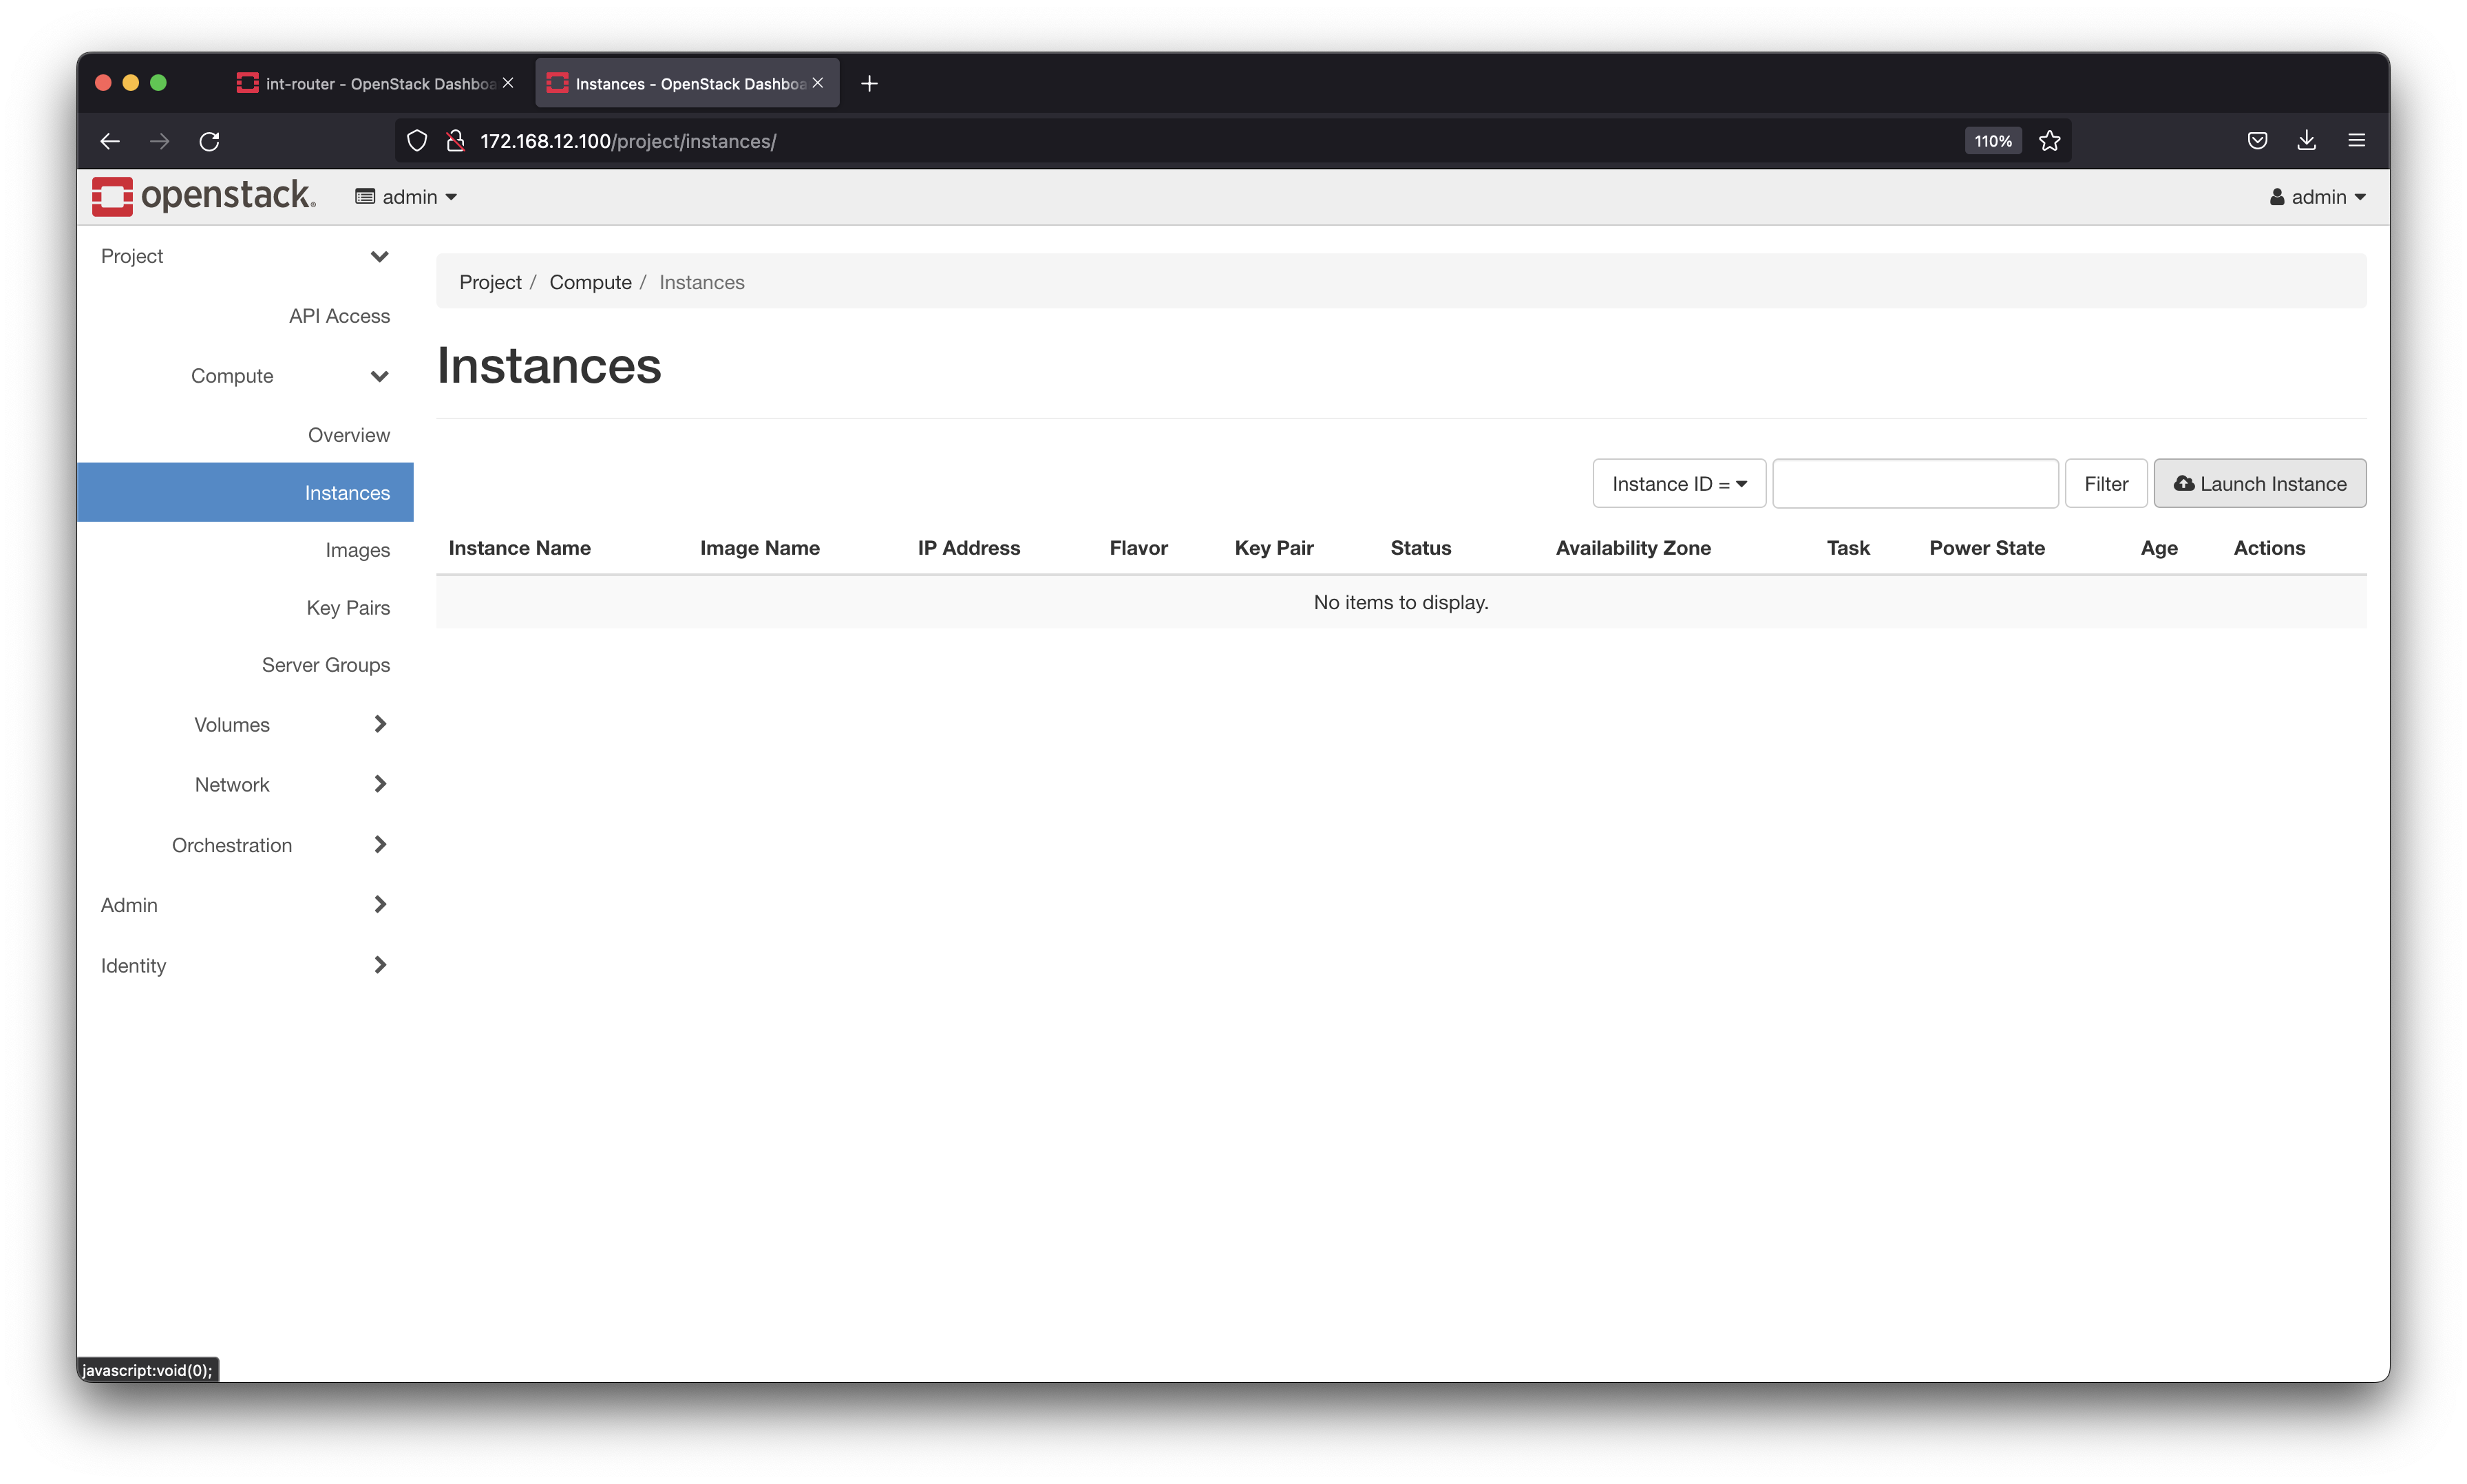 int-router - OpenStack Dashboa
Instances - OpenStack Dashboa
172.168.12.100/project/instances/
110%
openstack.
admin
admin
Project
API Access
Compute
Overview
Instances
Images
Key Pairs
Server Groups
Volumes
Network
Orchestration
Admin
Identity
Project / Compute / Instances
Instances
Instance ID = Filter Launch Instance
Instance Name Image Name IP Address Flavor Key Pair Status Availability Zone Task Power State Age Actions
No items to display.
javascript:void(0);